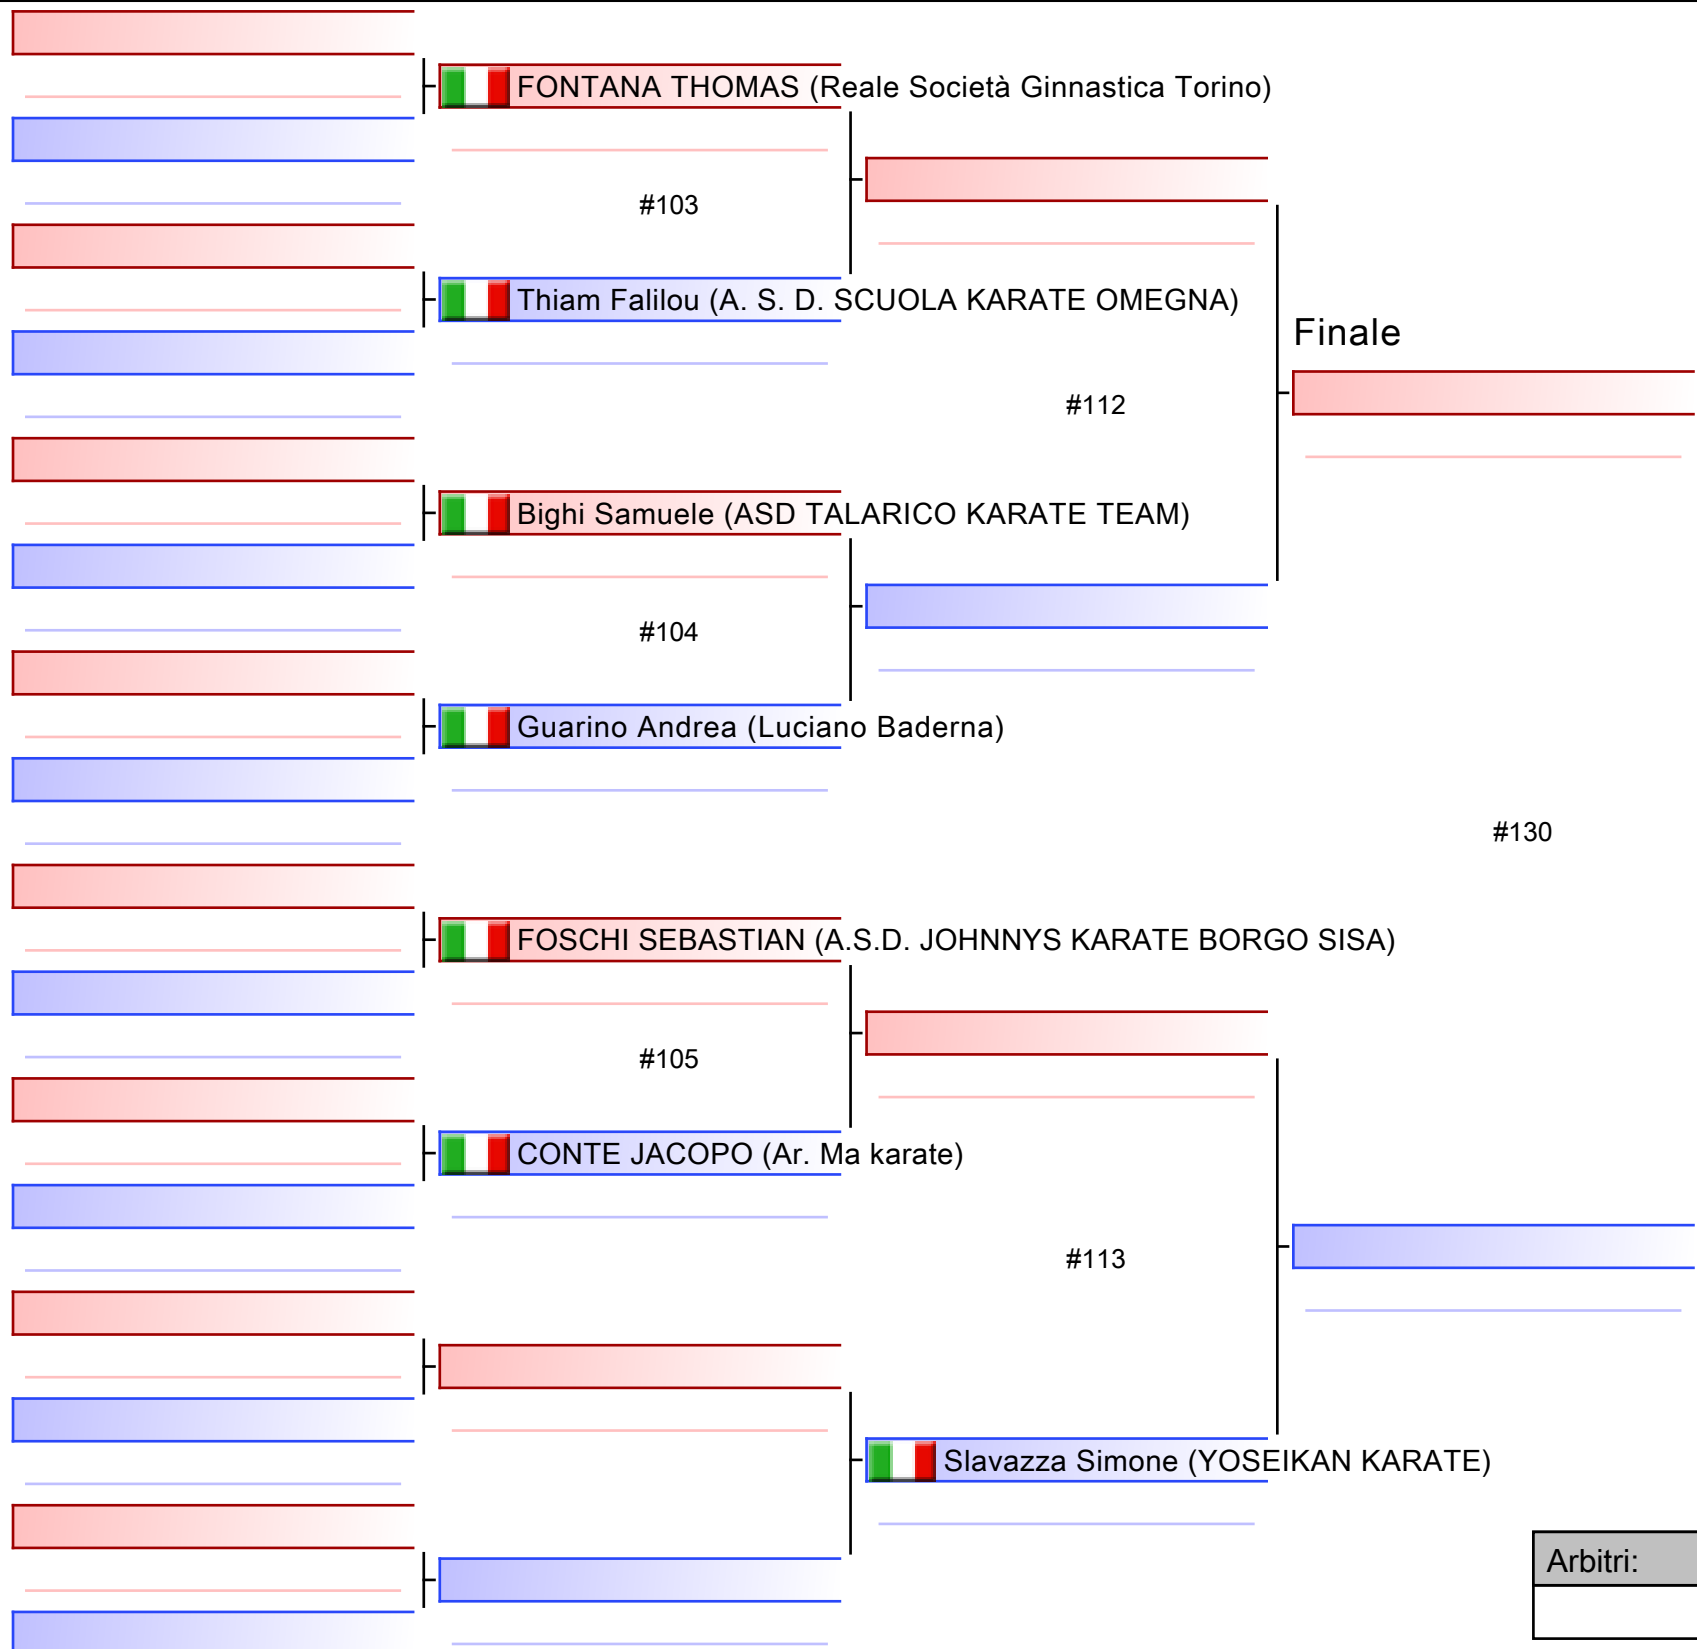 FONTANA THOMAS (Reale Società Ginnastica Torino)
#103
Thiam Falilou (A. S. D. SCUOLA KARATE OMEGNA)
Finale
#112
Bighi Samuele (ASD TALARICO KARATE TEAM)
#104
Guarino Andrea (Luciano Baderna)
#130
FOSCHI SEBASTIAN (A.S.D. JOHNNYS KARATE BORGO SISA)
#105
CONTE JACOPO (Ar. Ma karate)
#113
Slavazza Simone (YOSEIKAN KARATE)
Arbitri: